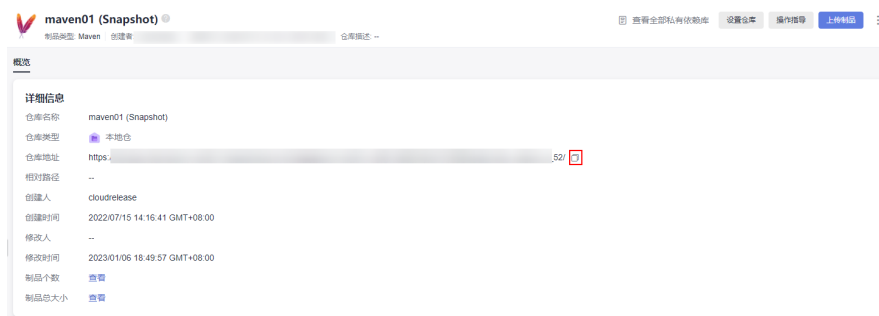 maven01 (Snapshot)
查看全部私有依赖库 设置仓库 操作指导 上传制品
制品类型: Maven 创建者 仓库描述: --
概览
详细信息
仓库名称 maven01 (Snapshot)
仓库类型 本地仓
仓库地址 https: 52/
相对路径 --
创建人 cloudrelease
创建时间 2022/07/15 14:16:41 GMT+08:00
修改人 --
修改时间 2023/01/06 18:49:57 GMT+08:00
制品个数 查看
制品总大小 查看